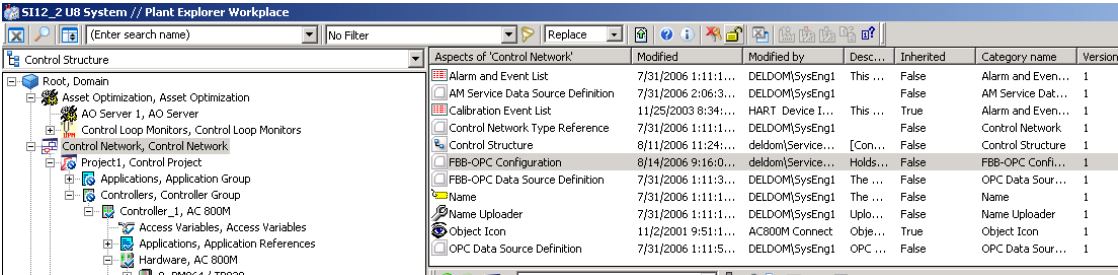 SI12_2 U8 System // Plant Explorer Workplace
(Enter search name) No Filter Replace
Control Structure
Root, Domain
Asset Optimization, Asset Optimization
AO Server 1, AO Server
Control Loop Monitors, Control Loop Monitors
Control Network, Control Network
Project1, Control Project
Applications, Application Group
Controllers, Controller Group
Controller_1, AC 800M
Access Variables, Access Variables
Applications, Application References
Hardware, AC 800M
Aspects of 'Control Network' Modified Modified by Desc... Inherited Category name Version
Alarm and Event List 7/31/2006 1:11:1... DELDOM\SysEng1 This ... False Alarm and Even... 1
AM Service Data Source Definition 7/31/2006 2:06:3... DELDOM\SysEng1 False AM Service Dat... 1
Calibration Event List 11/25/2003 8:34:... HART Device I... This ... True Alarm and Even... 1
Control Network Type Reference 7/31/2006 1:11:1... DELDOM\SysEng1 False Control Network 1
Control Structure 8/11/2006 11:24:... deldom\Service... [Con... False Control Structure 1
FBB-OPC Configuration 8/14/2006 9:16:0... deldom\Service... Holds... False FBB-OPC Confi... 1
FBB-OPC Data Source Definition 7/31/2006 1:11:3... DELDOM\SysEng1 The ... False OPC Data Sour... 1
Name 7/31/2006 1:11:1... DELDOM\SysEng1 The ... False Name 1
Name Uploader 7/31/2006 1:11:1... DELDOM\SysEng1 Uplo... False Name Uploader 1
Object Icon 11/2/2001 9:51:1... AC800M Connect Obje... True Object Icon 1
OPC Data Source Definition 7/31/2006 1:11:5... DELDOM\SysEng1 OPC ... False OPC Data Sour... 1